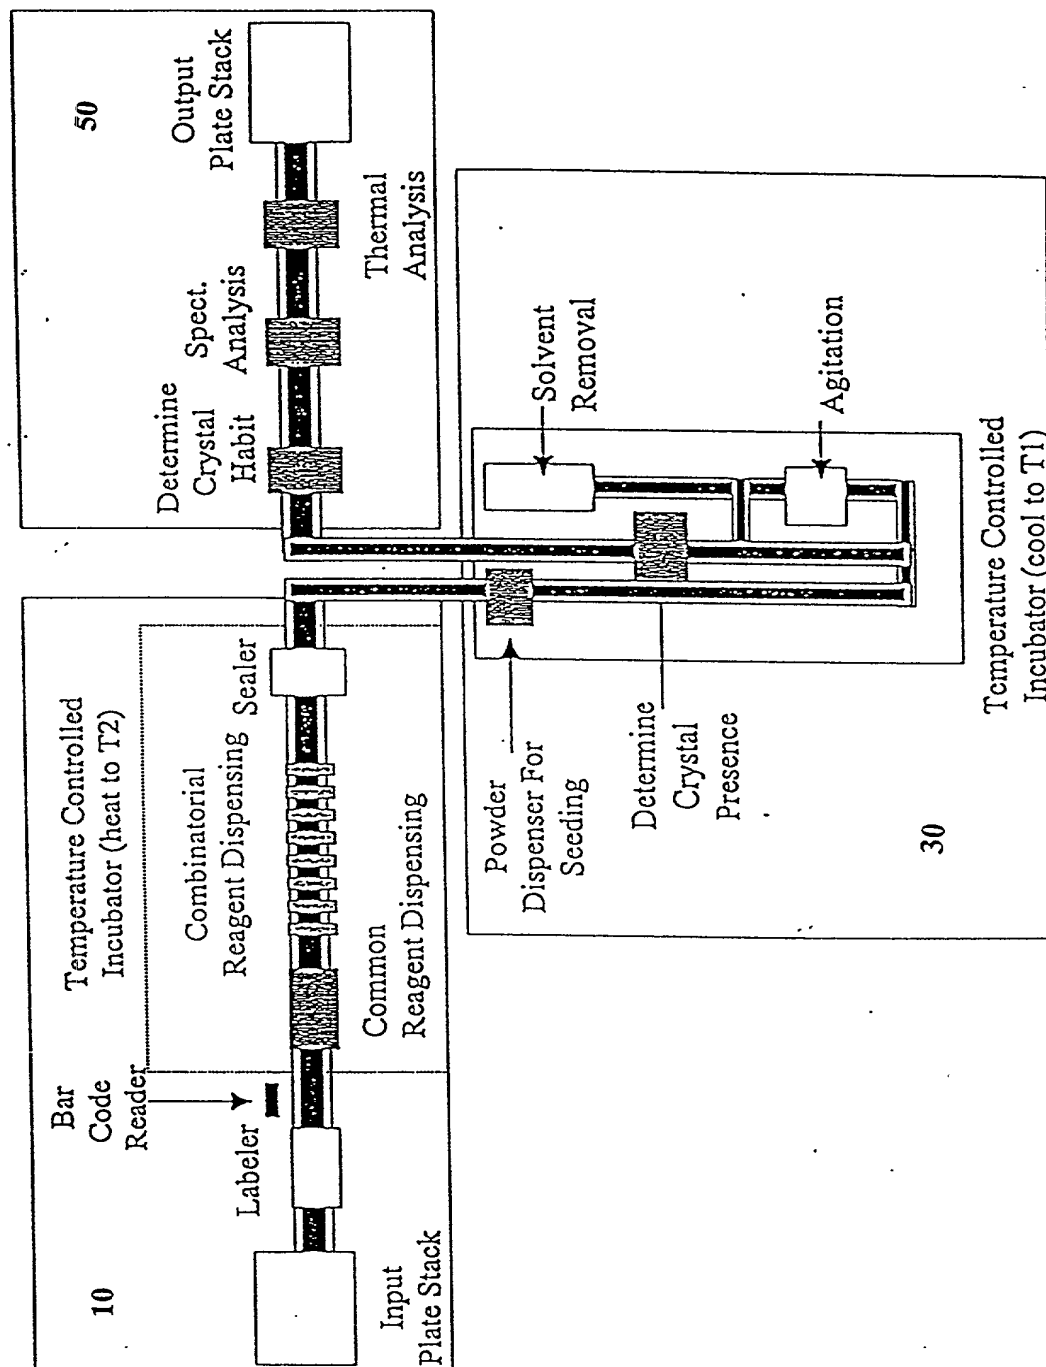 10
Input
Plate Stack
Labeler
Bar
Code
Reader
Temperature Controlled
Incubator (heat to T2)
Common
Reagent Dispensing
Combinatorial
Reagent Dispensing
Sealer
30
Powder
Dispenser For
Seeding
Determine
Crystal
Presence
Solvent
Removal
Agitation
Temperature Controlled
Incubator (cool to T1)
50
Determine
Crystal
Habit
Spect.
Analysis
Thermal
Analysis
Output
Plate Stack